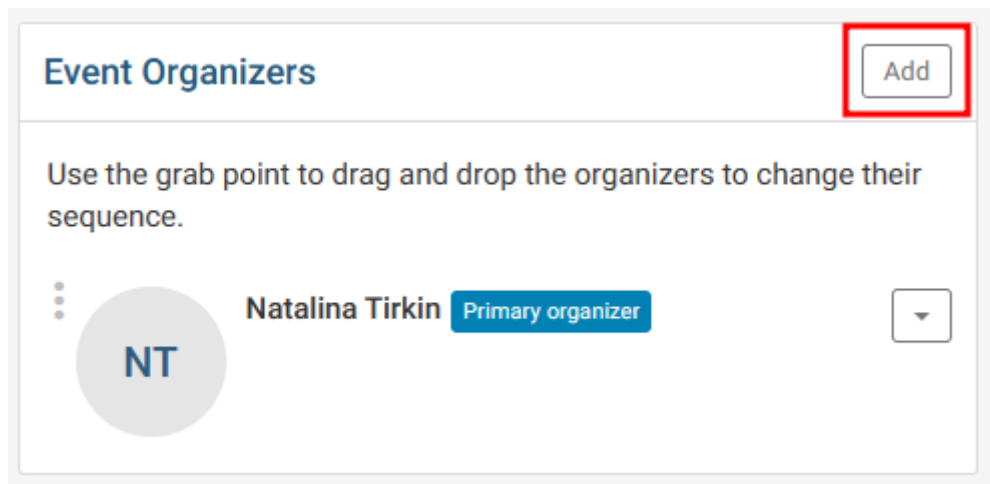 Event Organizers
Add
Use the grab point to drag and drop the organizers to change their
sequence.
Natalina Tirkin Primary organizer
NT